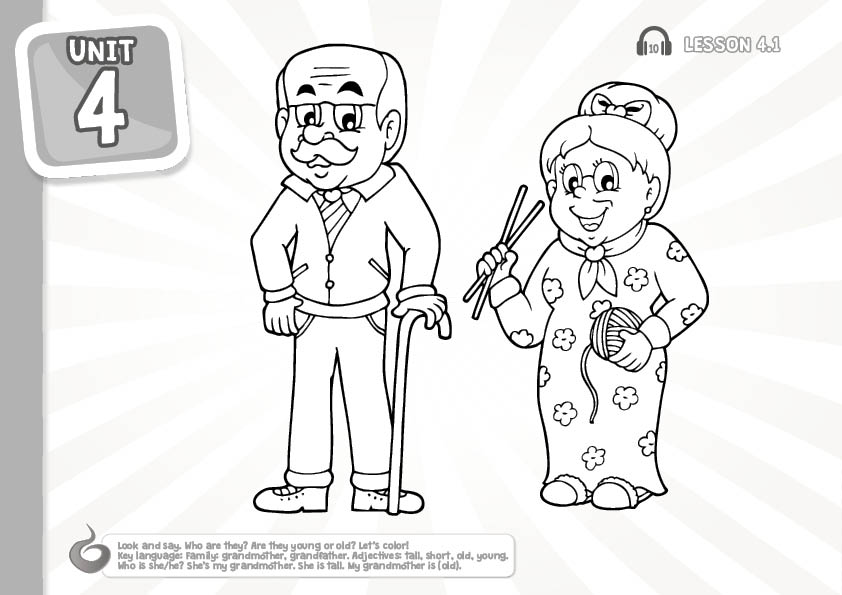 UNIT
4
10
LESSON 4.1
Look and say. Who are they? Are they young or old? Let's color!
Key language: Family: grandmother, grandfather. Adjectives: tall, short, old, young.
Who is she/he? She's my grandmother. She is tall. My grandmother is (old).